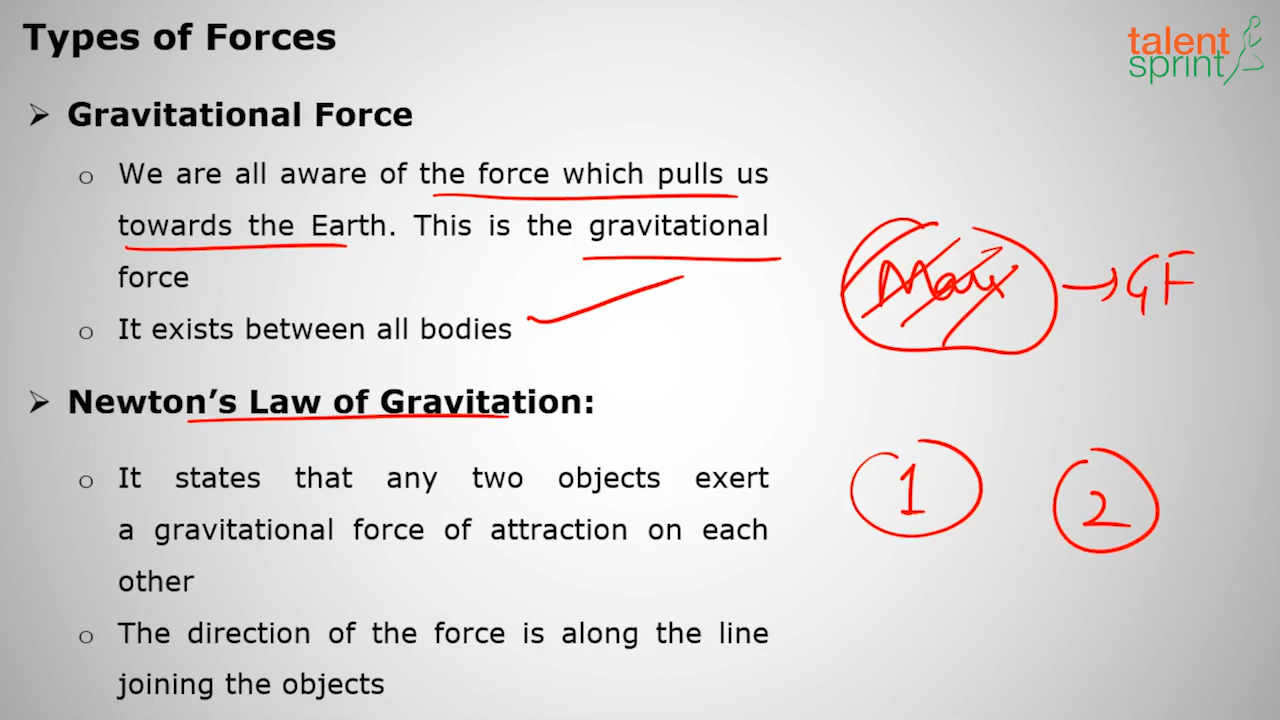 Types of Forces
talent
sprint
➢ Gravitational Force
o We are all aware of the force which pulls us
towards the Earth. This is the gravitational
force
o It exists between all bodies
→ GF
➢ Newton’s Law of Gravitation:
o It states that any two objects exert
a gravitational force of attraction on each
other
1 2
o The direction of the force is along the line
joining the objects